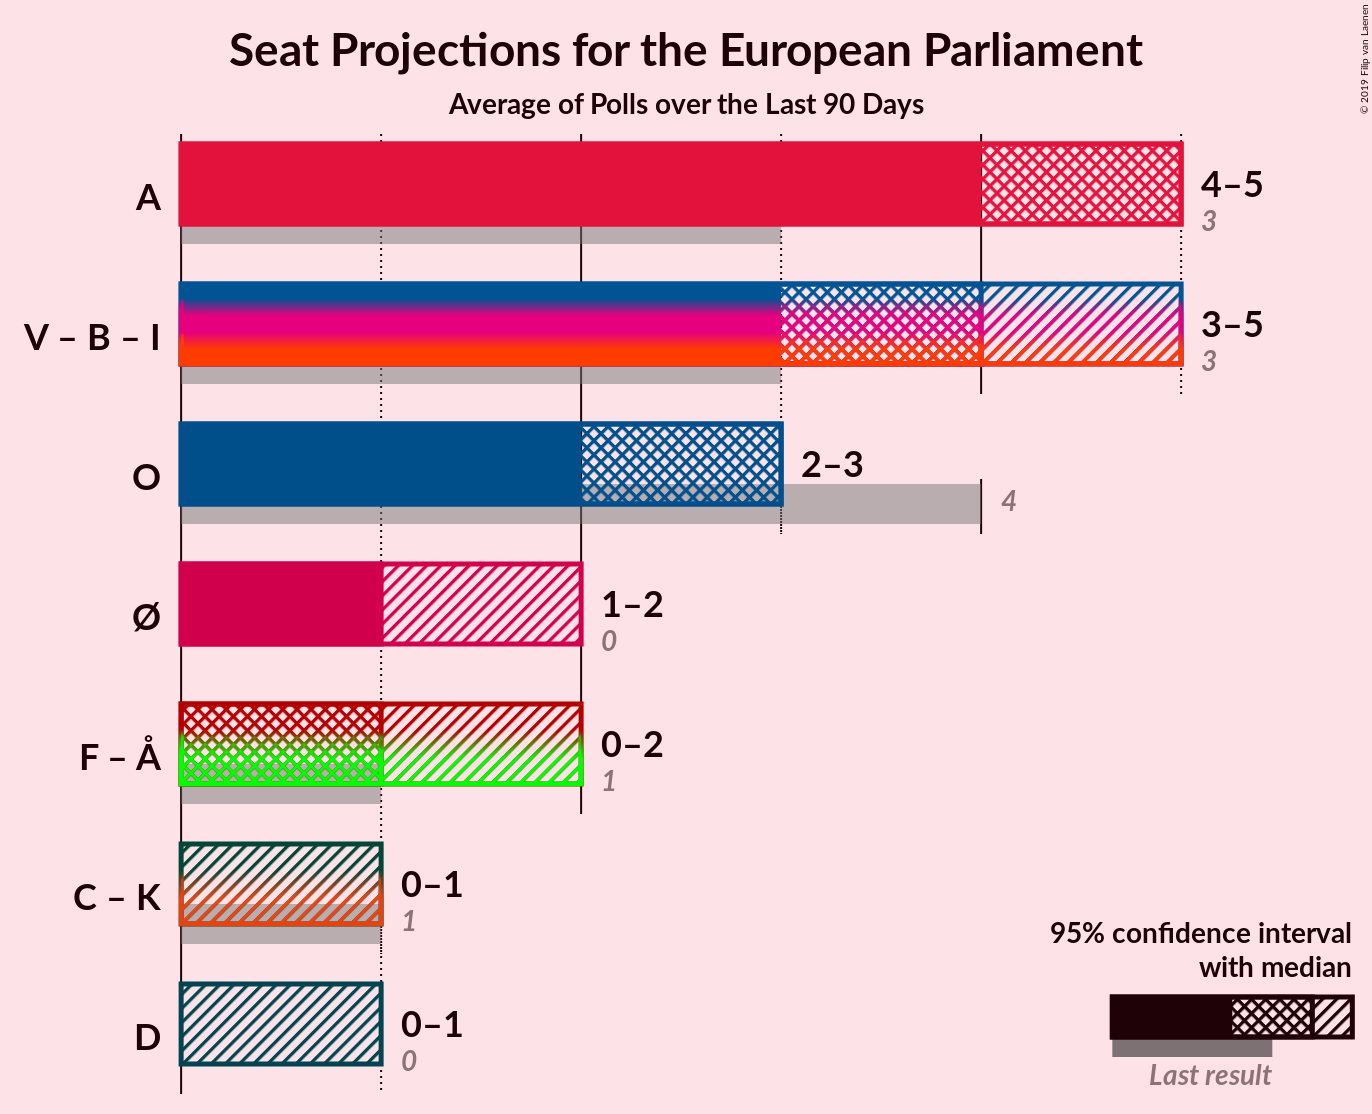 Seat Projections for the European Parliament
Average of Polls over the Last 90 Days
© 2019 Filip van Laenen
A
4–5
3
V – B – I
3–5
3
O
2–3
4
Ø
1–2
0
F – Å
0–2
1
C – K
0–1
1
D
0–1
0
95% confidence interval
with median
Last result